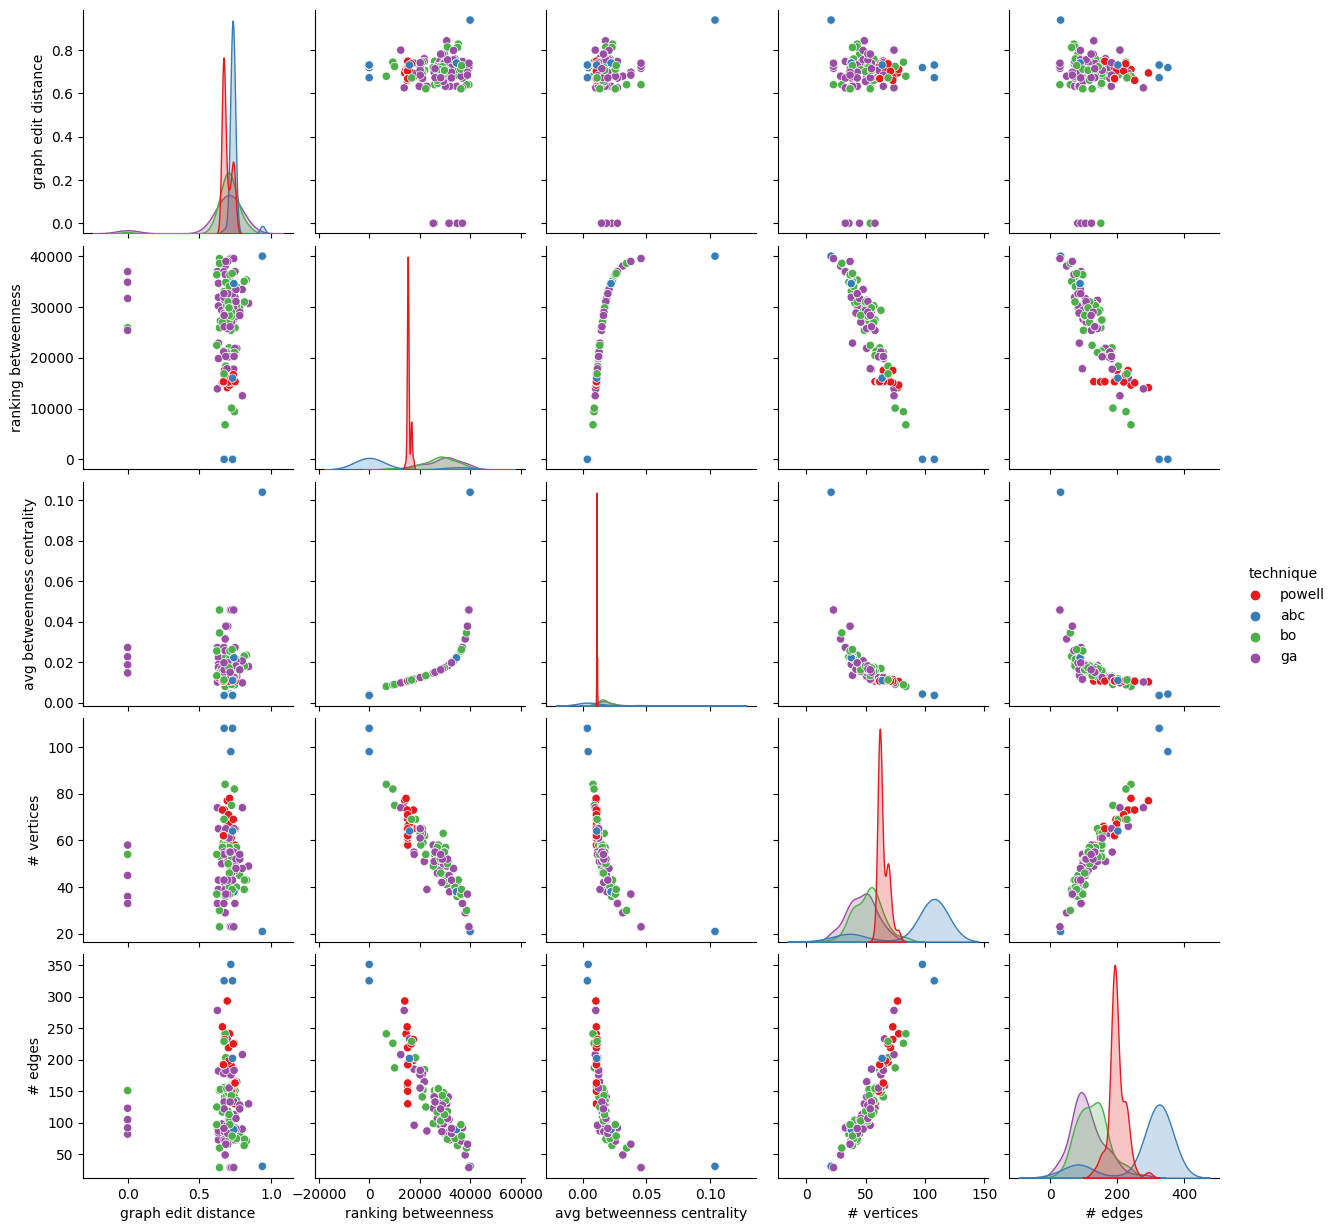 graph edit distance
0.8
0.6
0.4
0.2
0.0
ranking betweenness
40000
30000
20000
10000
0
avg betweenness centrality
0.10
0.08
0.06
0.04
0.02
0.00
technique
powell
abc
bo
ga
# vertices
100
80
60
40
20
# edges
350
300
250
200
150
100
50
0.0 0.5 1.0
−20000 0 20000 40000 60000
0.00 0.05 0.10
0 50 100 150
0 200 400
graph edit distance
ranking betweenness
avg betweenness centrality
# vertices
# edges